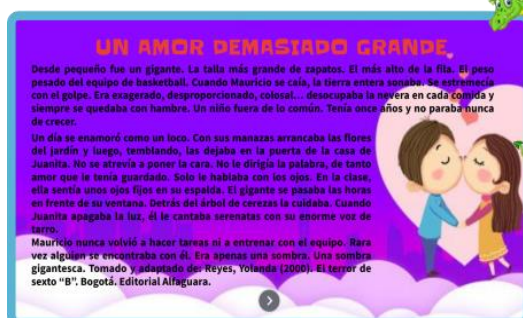 UN AMOR DEMASIADO GRANDE
Desde pequeño fue un gigante. La talla más grande de zapatos. El más alto de la fila. El peso
pesado del equipo de basketball. Cuando Mauricio se caía, la tierra entera sonaba. Se estremecía
con el golpe. Era exagerado, desproporcionado, colosal... desocupaba la nevera en cada comida y
siempre se quedaba con hambre. Un niño fuera de lo común. Tenía once años y no paraba nunca
de crecer.
Un día se enamoró como un loco. Con sus manazas arrancaba las flores
del jardín y luego, temblando, las dejaba en la puerta de la casa de
Juanita. No se atrevía a poner la cara. No le dirigía la palabra, de tanto
amor que le tenía guardado. Solo le hablaba con los ojos. En la clase,
ella sentía unos ojos fijos en su espalda. El gigante se pasaba las horas
en frente de su ventana. Detrás del árbol de cerezas la cuidaba. Cuando
Juanita apagaba la luz, él le cantaba serenatas con su enorme voz de
tarro.
Mauricio nunca volvió a hacer tareas ni a entrenar con el equipo. Rara
vez alguien se encontraba con él. Era apenas una sombra. Una sombra
gigantesca. Tomado y adaptado de: Reyes, Yolanda (2000). El terror de
sexto “B”. Bogotá. Editorial Alfaguara.